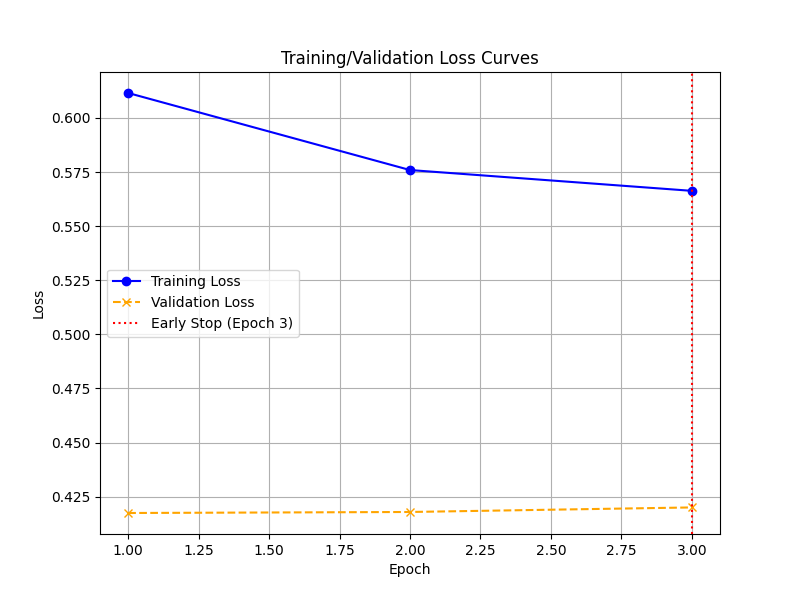 Training/Validation Loss Curves
0.600
0.575
0.550
0.525
0.500
0.475
0.450
0.425
Loss
Training Loss
Validation Loss
Early Stop (Epoch 3)
1.00 1.25 1.50 1.75 2.00 2.25 2.50 2.75 3.00
Epoch